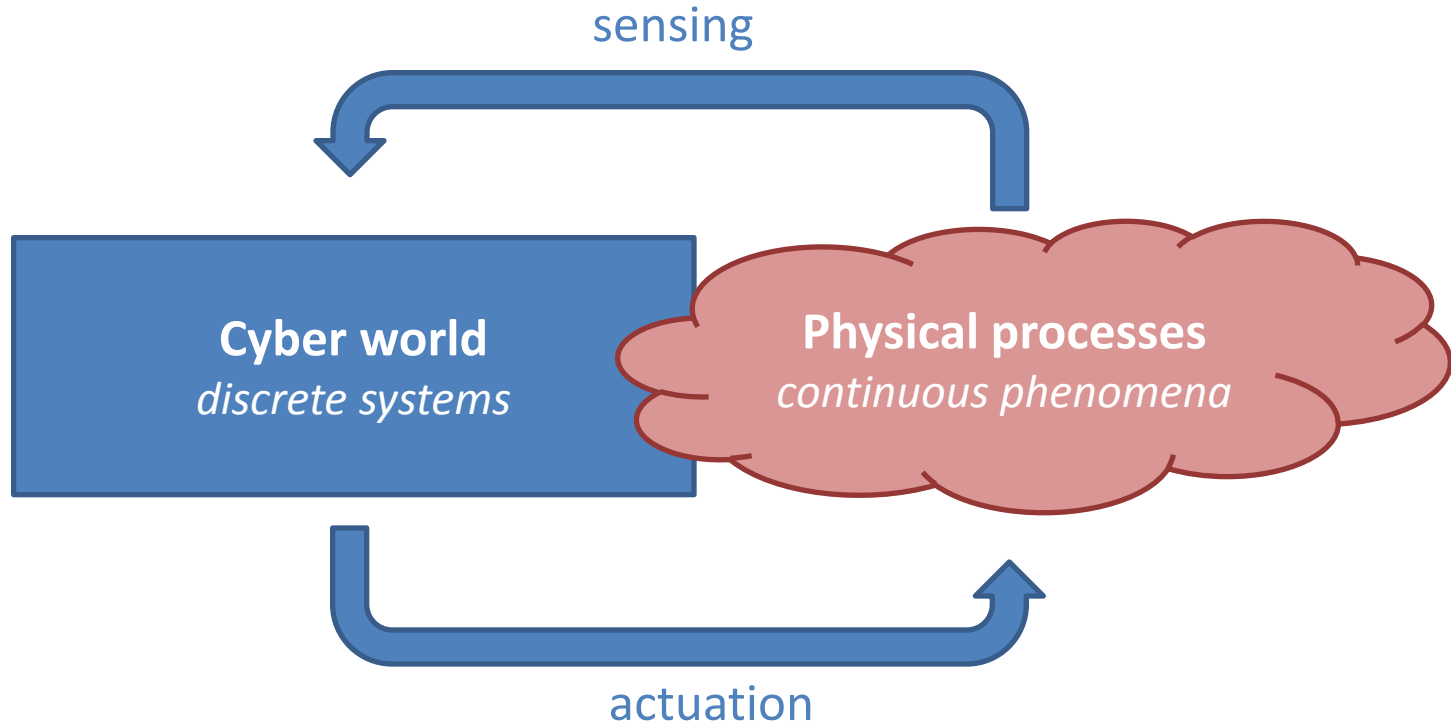 sensing
Cyber world
discrete systems
Physical processes
continuous phenomena
actuation